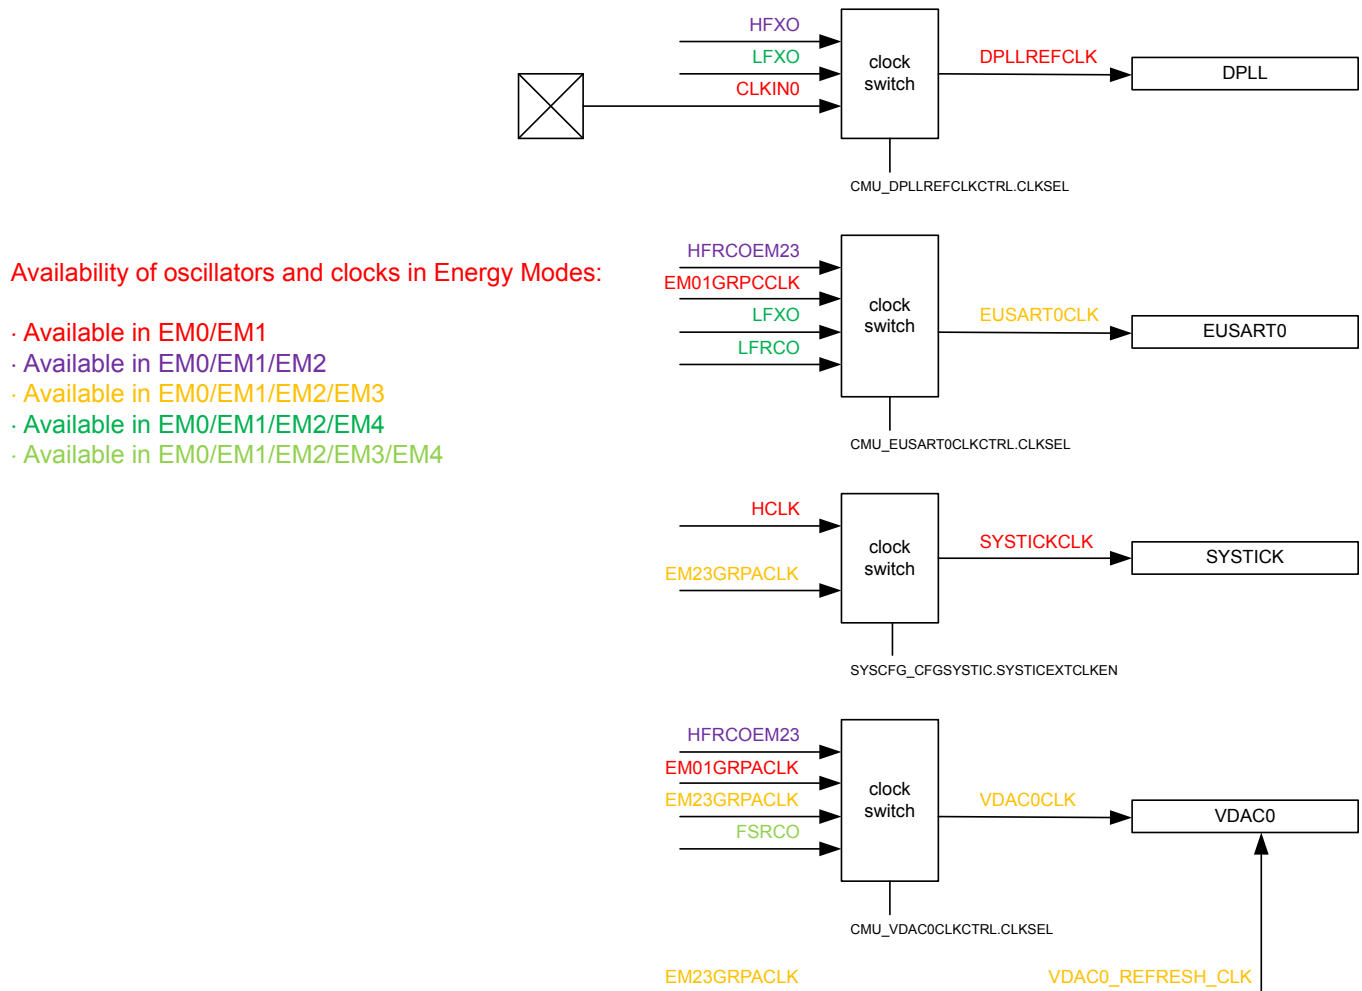 HFXO
LFXO
CLKIN0
clock
switch
DPLLREFCLK
DPLL
CMU_DPLLREFCLKCTRL.CLKSEL
Availability of oscillators and clocks in Energy Modes:
· Available in EM0/EM1
· Available in EM0/EM1/EM2
· Available in EM0/EM1/EM2/EM3
· Available in EM0/EM1/EM2/EM4
· Available in EM0/EM1/EM2/EM3/EM4
HFRCOEM23
EM01GRPCCLK
LFXO
LFRCO
clock
switch
EUSART0CLK
EUSART0
CMU_EUSART0CLKCTRL.CLKSEL
HCLK
EM23GRPACLK
clock
switch
SYSTICKCLK
SYSTICK
SYSCFG_CFGSYSTIC.SYSTICEXTCLKEN
HFRCOEM23
EM01GRPACLK
EM23GRPACLK
FSRCO
clock
switch
VDAC0CLK
VDAC0
CMU_VDAC0CLKCTRL.CLKSEL
EM23GRPACLK
VDAC0_REFRESH_CLK